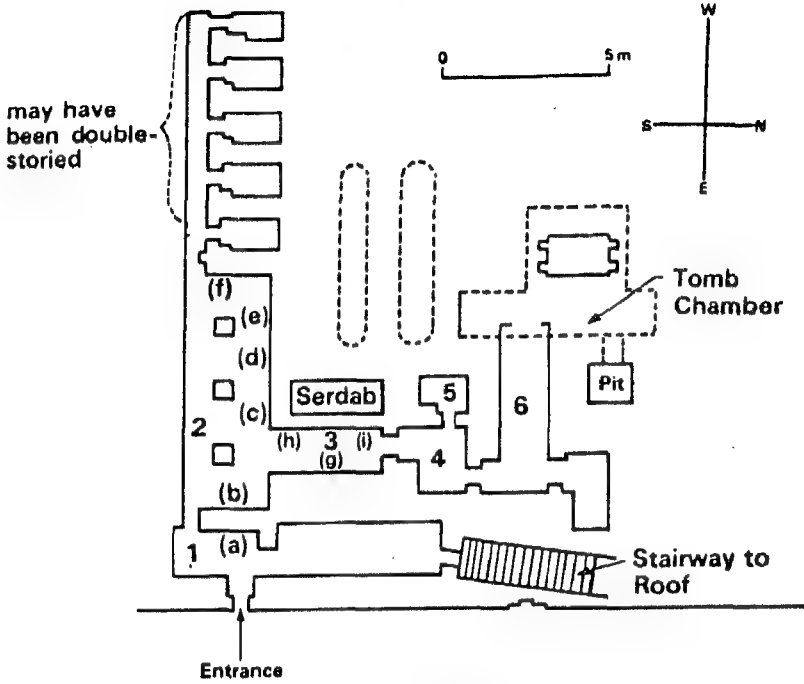 W
0 5m
S N
E
may have
been double-
storied
(f)
(e)
Tomb
Chamber
(d)
Pit
Serdab
5
6
(c)
2
(h) 3 (i)
(g)
4
(b)
1
(a)
Stairway to
Roof
Entrance